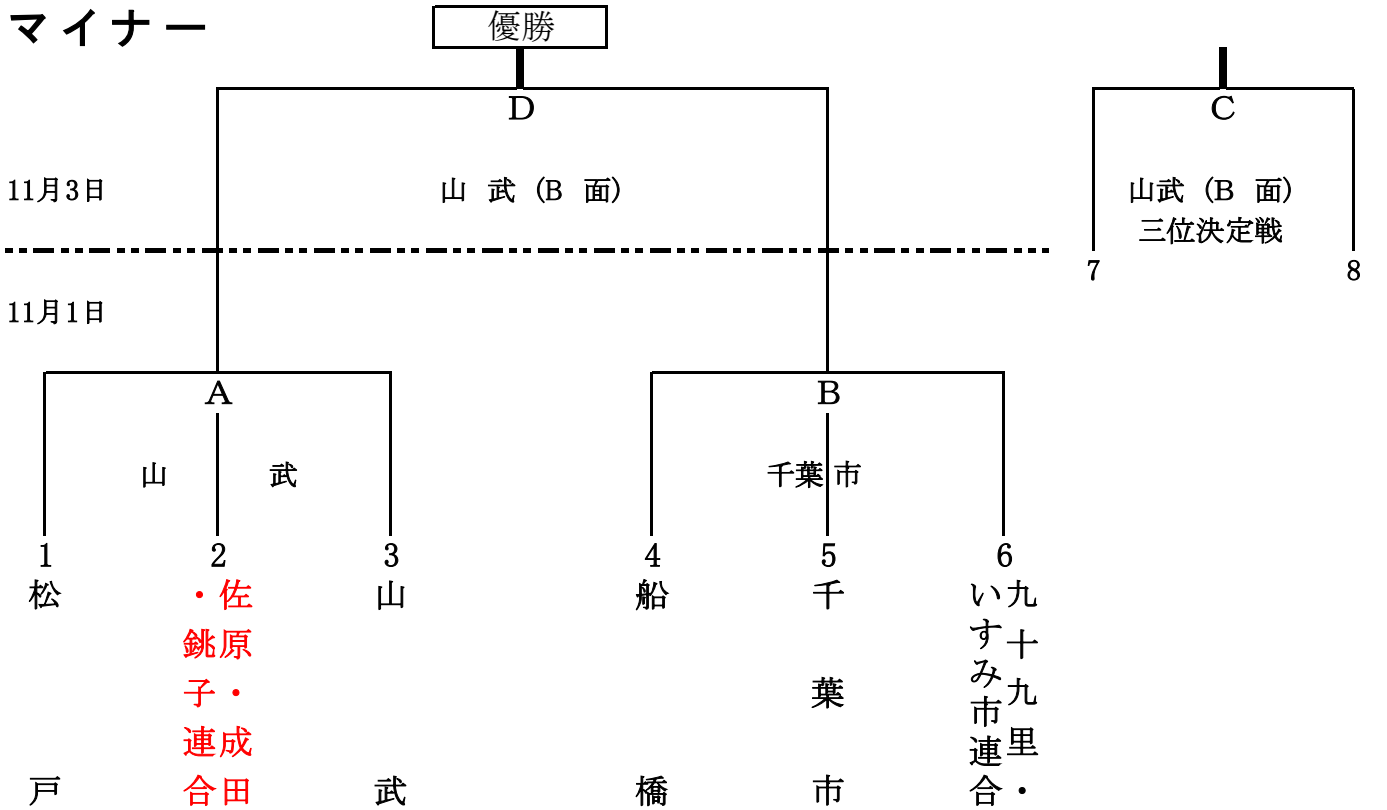 マイナー
優勝
D
C
11月3日
山 武 (B 面)
山武 (B 面)
三位決定戦
7
8
11月1日
A
B
山 武
千葉市
1
2
3
4
5
6
松戸
佐原・成田
・銚子連合
山武
船橋
千葉市
九十九里・
いすみ市連合